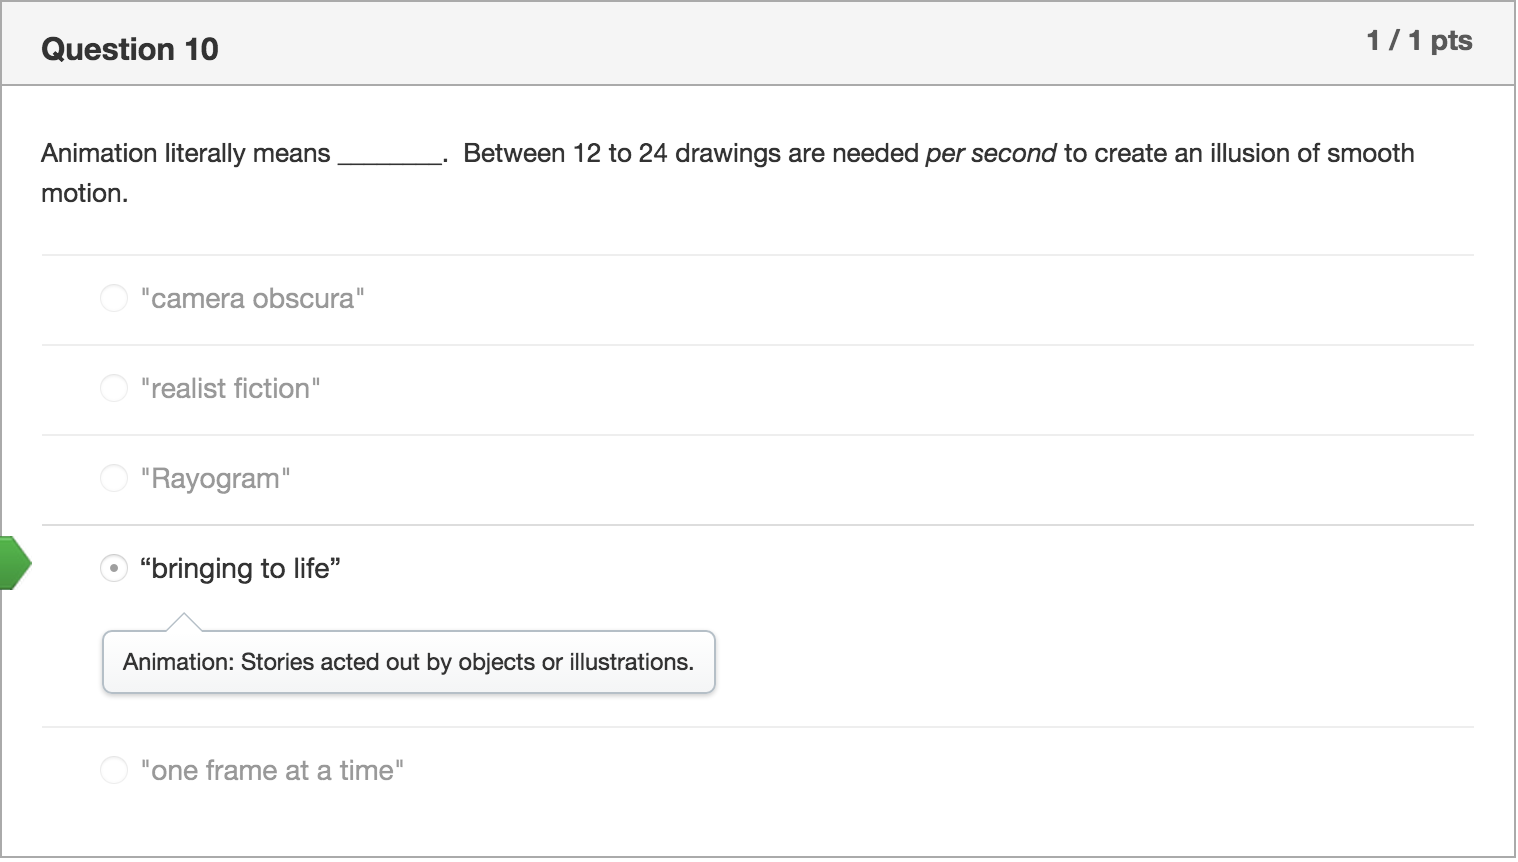 Question 10
1 / 1 pts
Animation literally means ________.  Between 12 to 24 drawings are needed per second to create an illusion of smooth
motion.
"camera obscura"
"realist fiction"
"Rayogram"
“bringing to life”
Animation: Stories acted out by objects or illustrations.
"one frame at a time"